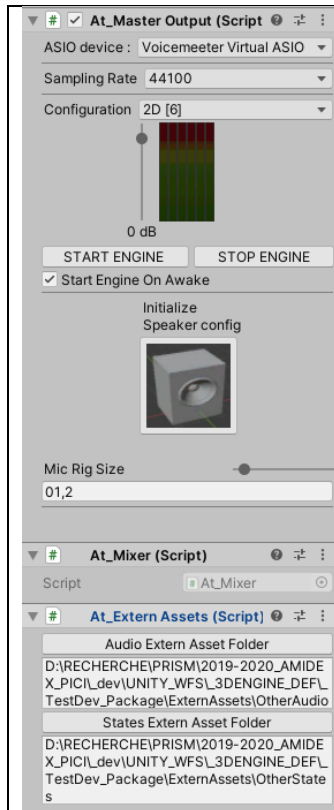 # At_Master Output (Script
ASIO device : Voicemeeter Virtual ASIO
Sampling Rate 44100
Configuration 2D [6]
0 dB
START ENGINE STOP ENGINE
Start Engine On Awake
Initialize
Speaker config
Mic Rig Size
01,2
# At_Mixer (Script)
Script # At_Mixer
# At_Extern Assets (Script)
Audio Extern Asset Folder
D:\RECHERCHE\PRISM\2019-2020_AMIDE
X_PICI\_dev\UNITY_WFS\_3DENGINE_DEF\_
TestDev_Package\ExternAssets\OtherAudio
States Extern Asset Folder
D:\RECHERCHE\PRISM\2019-2020_AMIDE
X_PICI\_dev\UNITY_WFS\_3DENGINE_DEF\_
TestDev_Package\ExternAssets\OtherState
s